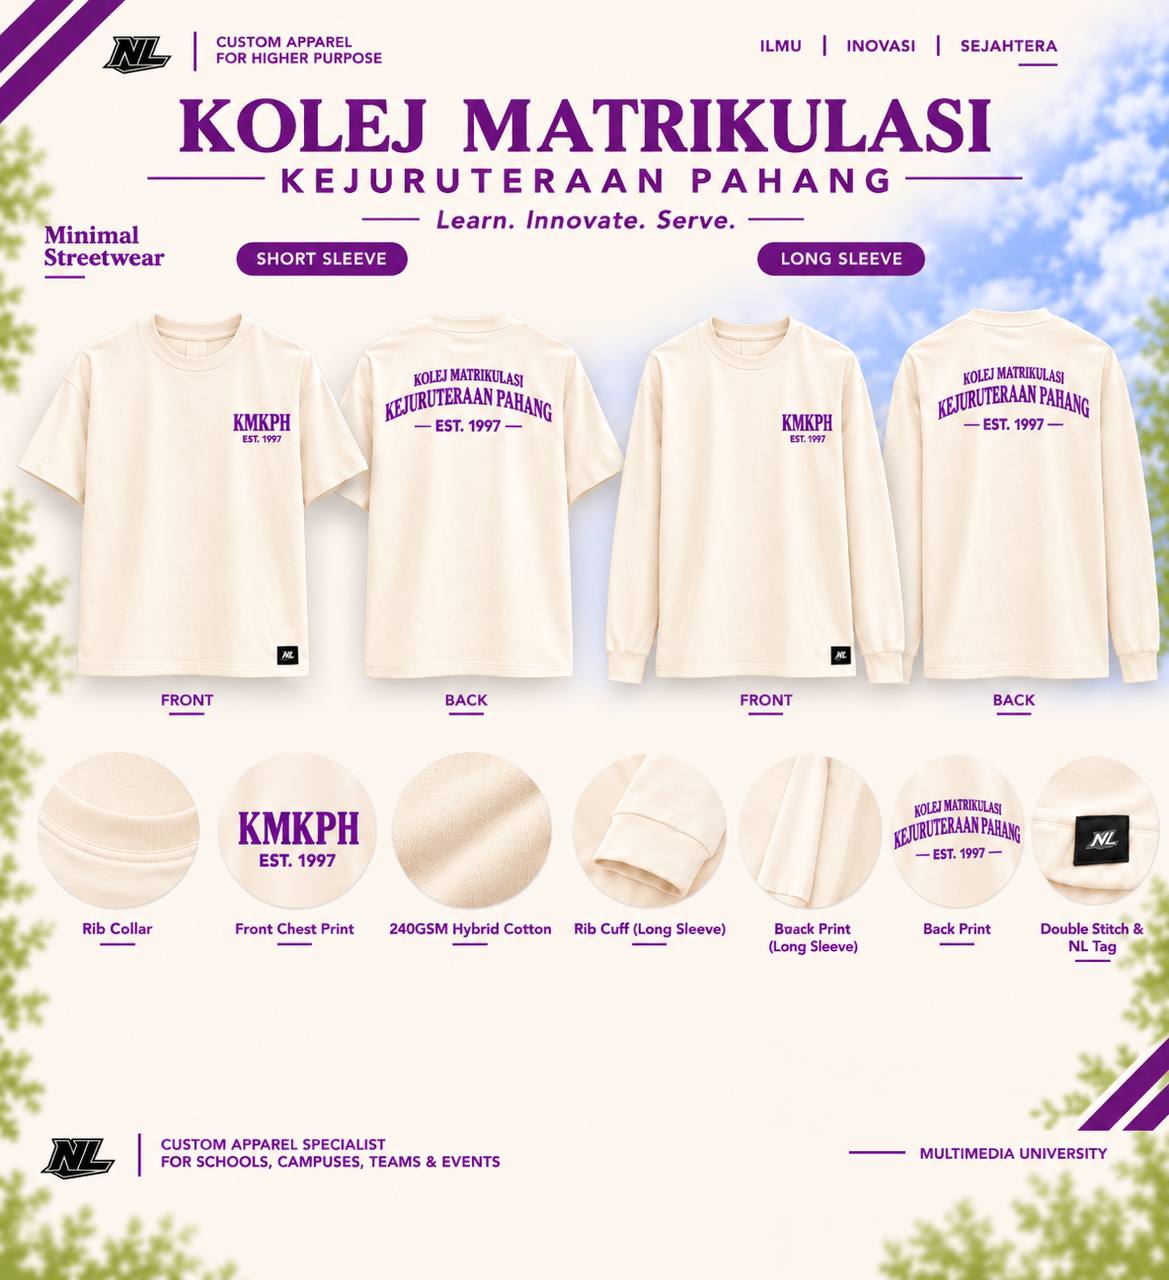 NL
CUSTOM APPAREL
FOR HIGHER PURPOSE
ILMU | INOVASI | SEJAHTERA
KOLEJ MATRIKULASI
KEJURUTERAAN PAHANG
Learn. Innovate. Serve.
Minimal
Streetwear
SHORT SLEEVE
LONG SLEEVE
KMKPH
EST. 1997
NL
KOLEJ MATRIKULASI
KEJURUTERAAN PAHANG
EST. 1997
KMKPH
EST. 1997
NL
KOLEJ MATRIKULASI
KEJURUTERAAN PAHANG
EST. 1997
FRONT
BACK
FRONT
BACK
KMKPH
EST. 1997
KOLEJ MATRIKULASI
KEJURUTERAAN PAHANG
EST. 1997
NL
Rib Collar
Front Chest Print
240GSM Hybrid Cotton
Rib Cuff (Long Sleeve)
Buack Print
(Long Sleeve)
Back Print
Double Stitch &
NL Tag
NL
CUSTOM APPAREL SPECIALIST
FOR SCHOOLS, CAMPUSES, TEAMS & EVENTS
MULTIMEDIA UNIVERSITY